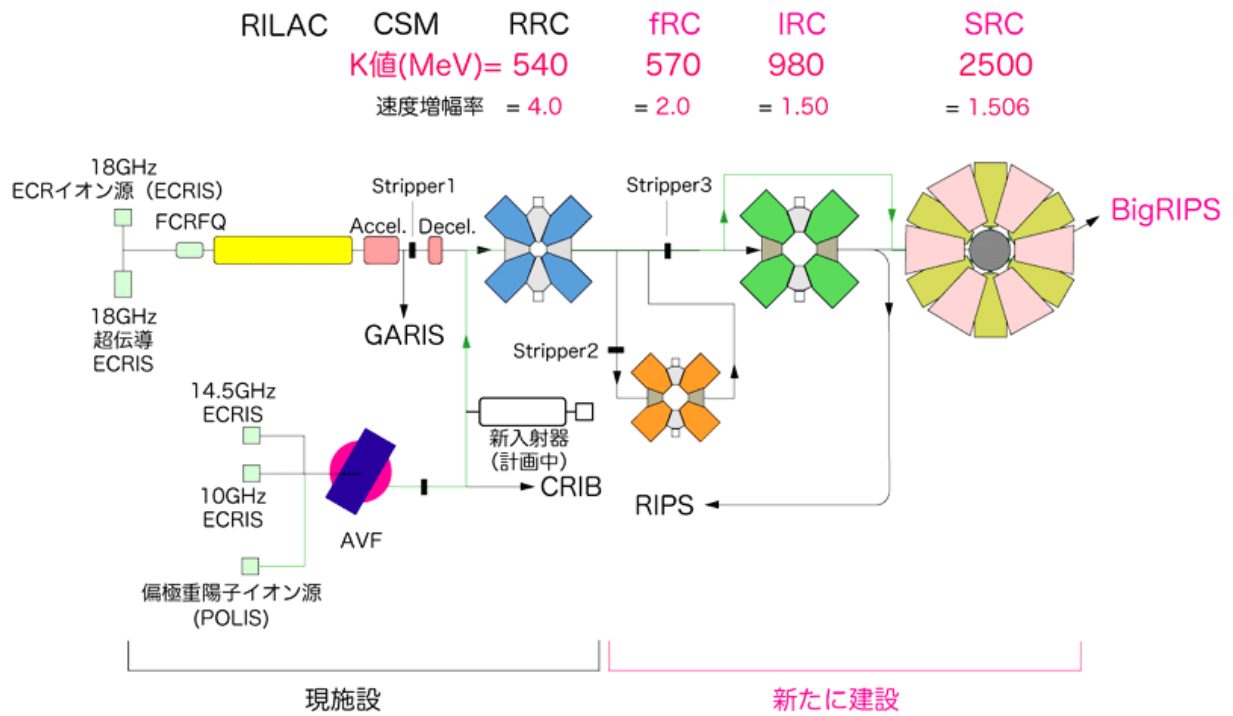 RILAC CSM RRC fRC IRC SRC
K値(MeV)= 540 570 980 2500
速度増幅率 = 4.0 = 2.0 = 1.50 = 1.506
18GHz
ECRイオン源（ECRIS）
FCRFQ
Accel.
Stripper1
Decel.
Stripper3
BigRIPS
18GHz
超伝導
ECRIS
GARIS
Stripper2
14.5GHz
ECRIS
新入射器
(計画中)
10GHz
ECRIS
CRIB
RIPS
AVF
偏極重陽子イオン源
(POLIS)
現施設
新たに建設